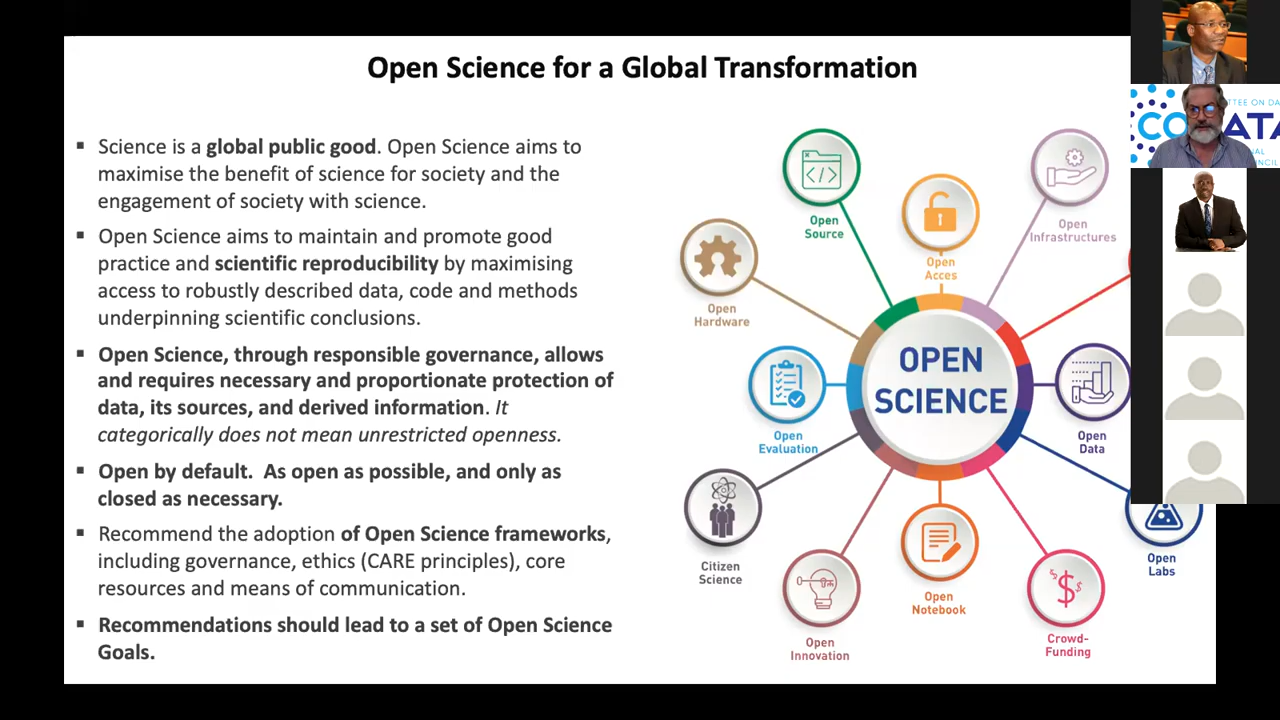 Open Science for a Global Transformation
▪ Science is a global public good. Open Science aims to
maximise the benefit of science for society and the
engagement of society with science.
▪ Open Science aims to maintain and promote good
practice and scientific reproducibility by maximising
access to robustly described data, code and methods
underpinning scientific conclusions.
▪ Open Science, through responsible governance, allows
and requires necessary and proportionate protection of
data, its sources, and derived information. It
categorically does not mean unrestricted openness.
▪ Open by default. As open as possible, and only as
closed as necessary.
▪ Recommend the adoption of Open Science frameworks,
including governance, ethics (CARE principles), core
resources and means of communication.
▪ Recommendations should lead to a set of Open Science
Goals.
Open
Source
Open
Acces
Open
Infrastructures
Open
Hardware
OPEN
SCIENCE
Open
Evaluation
Open
Data
Citizen
Science
Open
Labs
Open
Notebook
Open
Innovation
Crowd-
Funding
TEE ON DA
CO ATA
NAL
COUNCIL